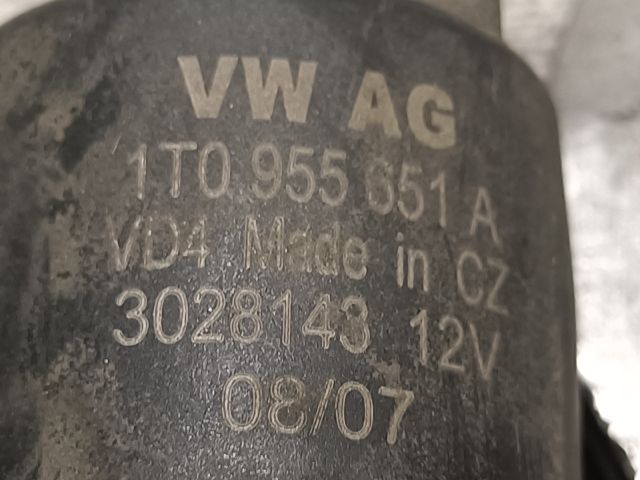 VW AG
1T0 955 651 A
VD4 Made in CZ
3028143 12V
08/07